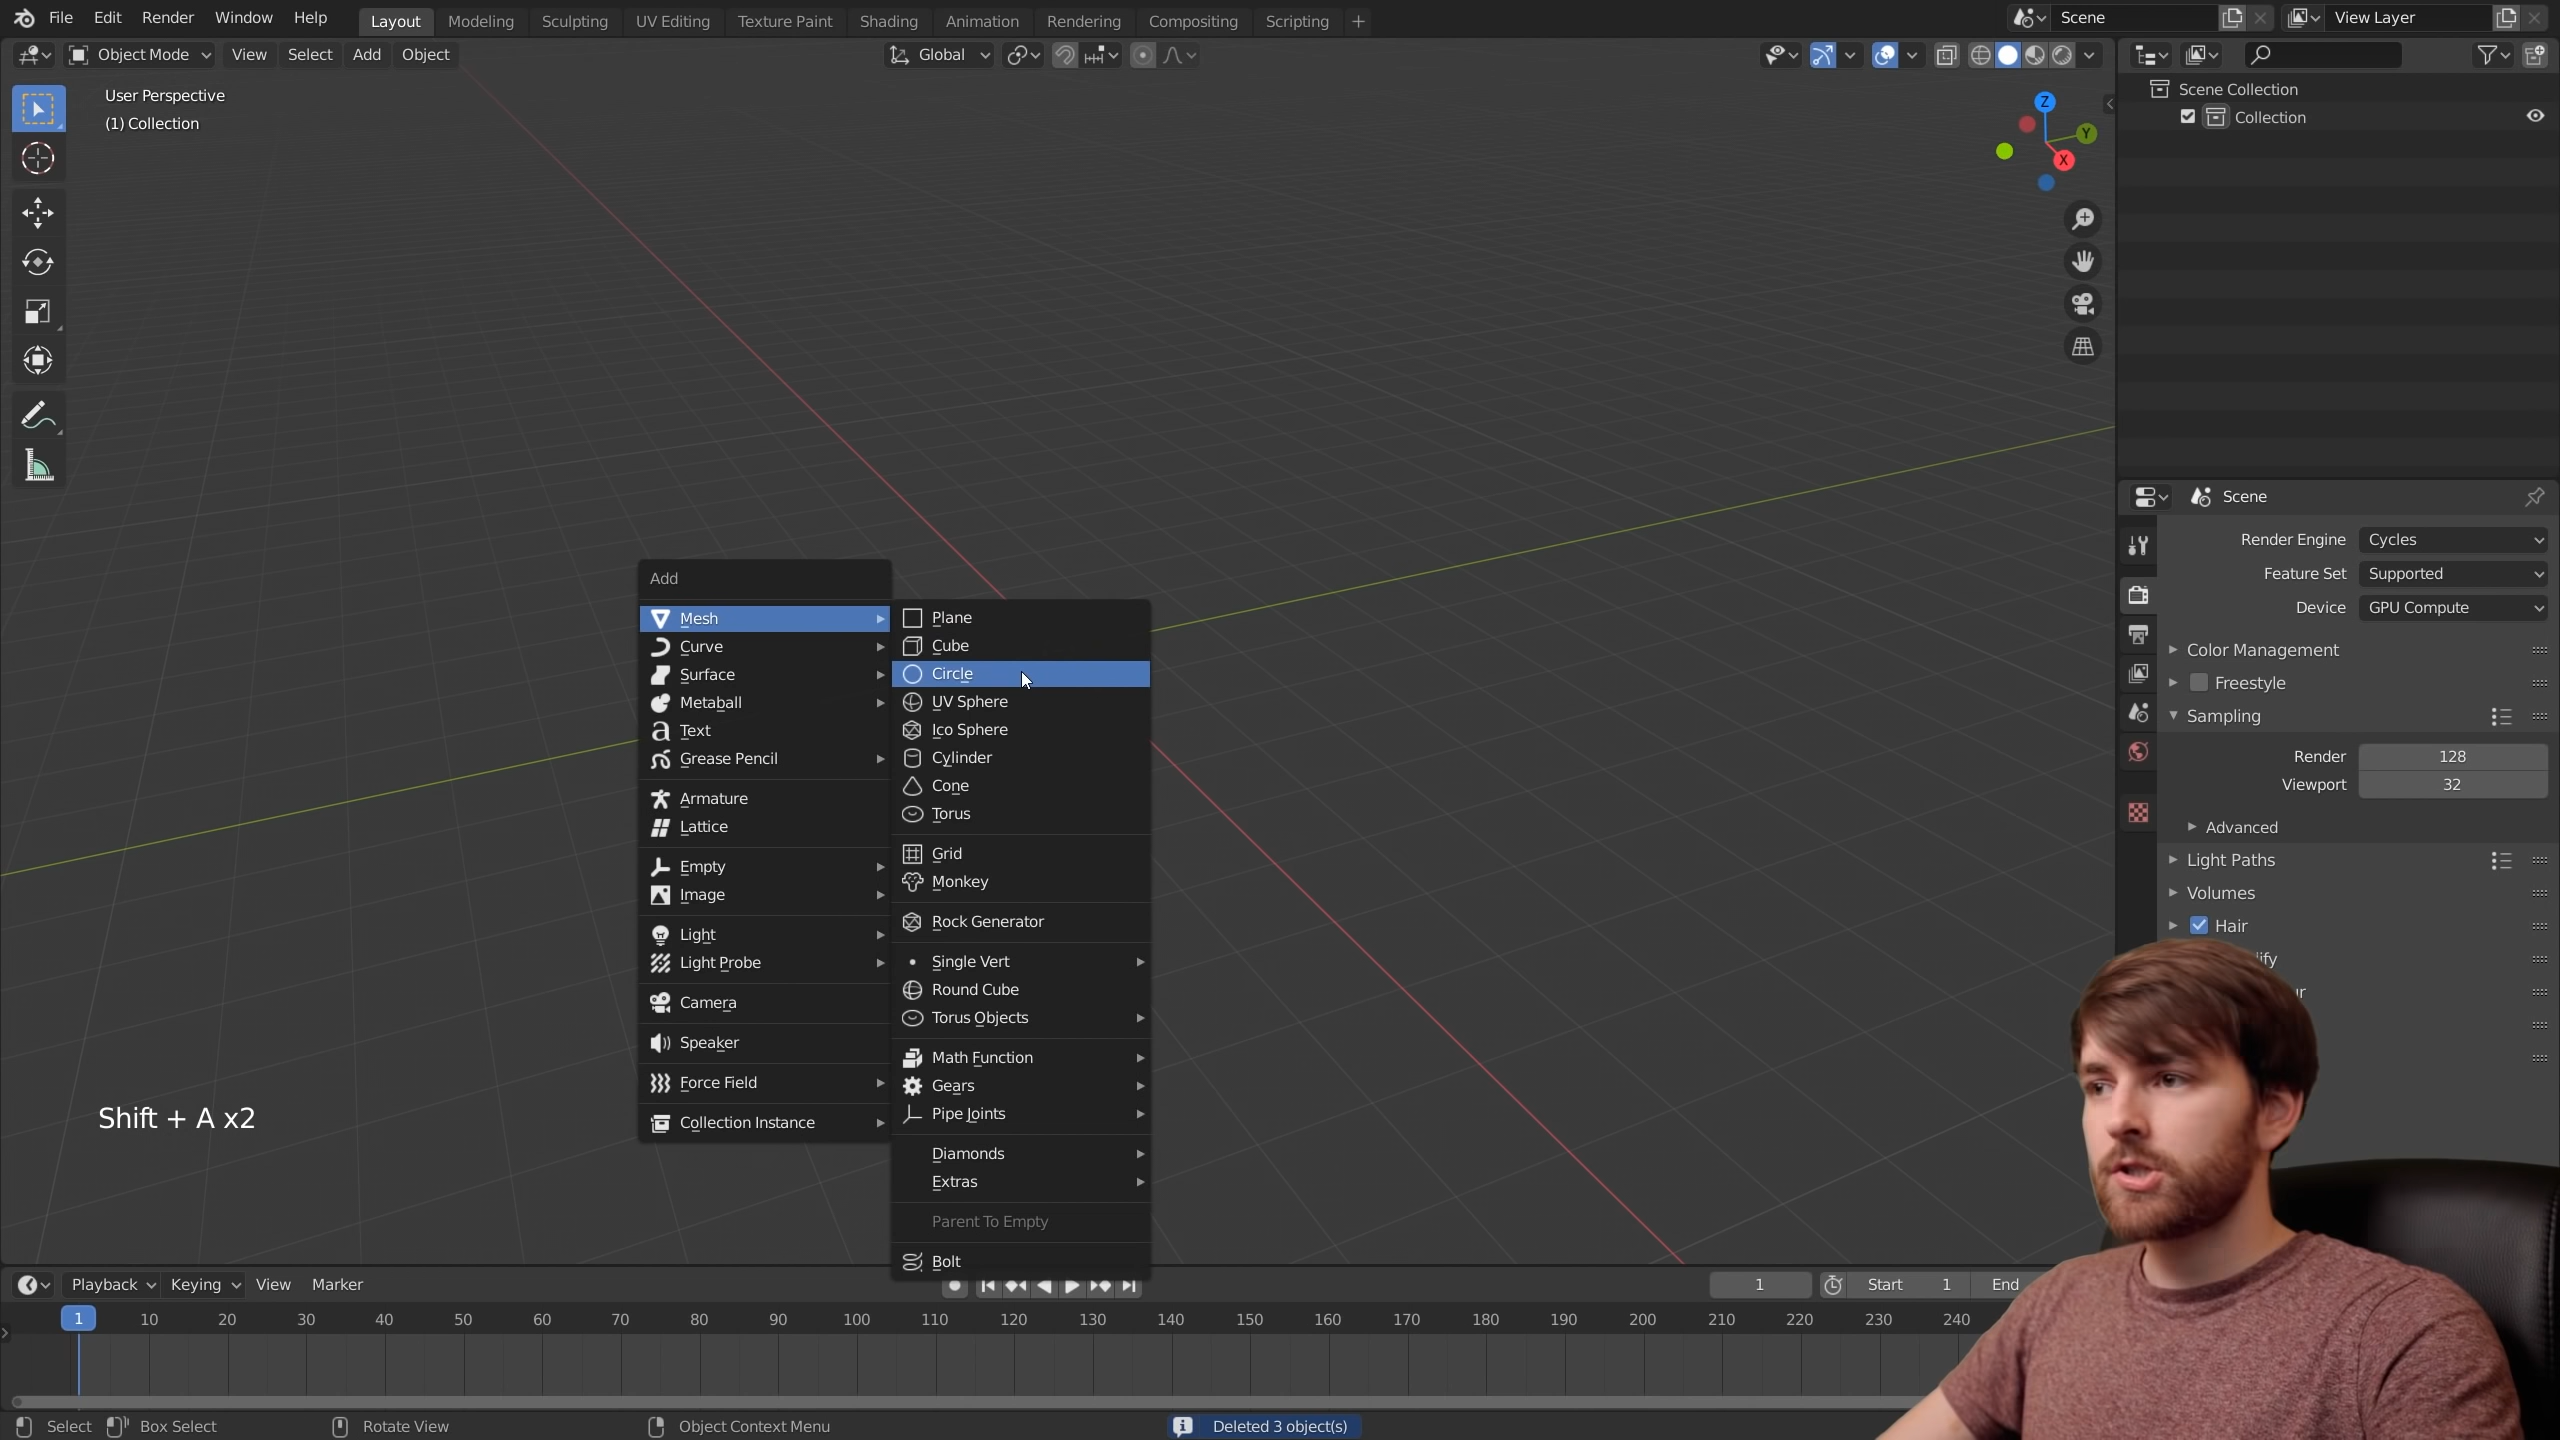 File Edit Render Window Help Layout Modeling Sculpting UV Editing Texture Paint Shading Animation Rendering Compositing Scripting + Scene View Layer
Object Mode View Select Add Object Global
User Perspective
(1) Collection
Z
Y
X
Scene Collection
Collection
Scene
Render Engine Cycles
Feature Set Supported
Device GPU Compute
Color Management
Freestyle
Sampling
Render 128
Viewport 32
Advanced
Light Paths
Volumes
Hair
ify
ur
Add
Mesh
Curve
Surface
Metaball
Text
Grease Pencil
Armature
Lattice
Empty
Image
Light
Light Probe
Camera
Speaker
Force Field
Collection Instance
Plane
Cube
Circle
UV Sphere
Ico Sphere
Cylinder
Cone
Torus
Grid
Monkey
Rock Generator
Single Vert
Round Cube
Torus Objects
Math Function
Gears
Pipe Joints
Diamonds
Extras
Parent To Empty
Bolt
Shift + A x2
Playback Keying View Marker 1 Start 1 End
1 10 20 30 40 50 60 70 80 90 100 110 120 130 140 150 160 170 180 190 200 210 220 230 240
Select Box Select Rotate View Object Context Menu Deleted 3 object(s)